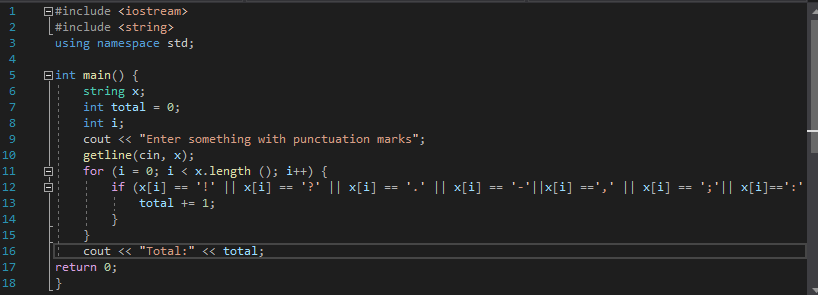 1 #include <iostream>
2 #include <string>
3 using namespace std;
4
5 int main() {
6 string x;
7 int total = 0;
8 int i;
9 cout << "Enter something with punctuation marks";
10 getline(cin, x);
11 for (i = 0; i < x.length (); i++) {
12 if (x[i] == '!' || x[i] == '?' || x[i] == '.' || x[i] == '-'||x[i] ==',' || x[i] == ';'|| x[i]==':'
13 total += 1;
14 }
15 }
16 cout << "Total:" << total;
17 return 0;
18 }